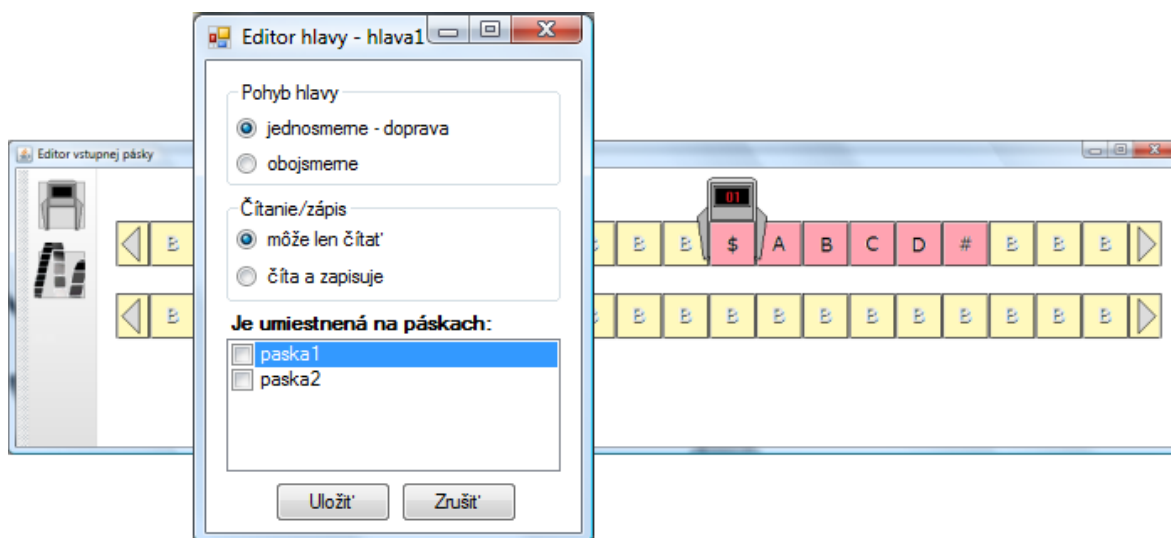 Editor hlavy - hlava1
Pohyb hlavy
jednosmerne - doprava
obojsmerne
Čítanie/zápis
môže len čítať
číta a zapisuje
Je umiestnená na páskach:
paska1
paska2
Uložiť
Zrušiť
Editor vstupnej pásky
01
B B B $ A B C D # B B B
B B B B B B B B B B B B